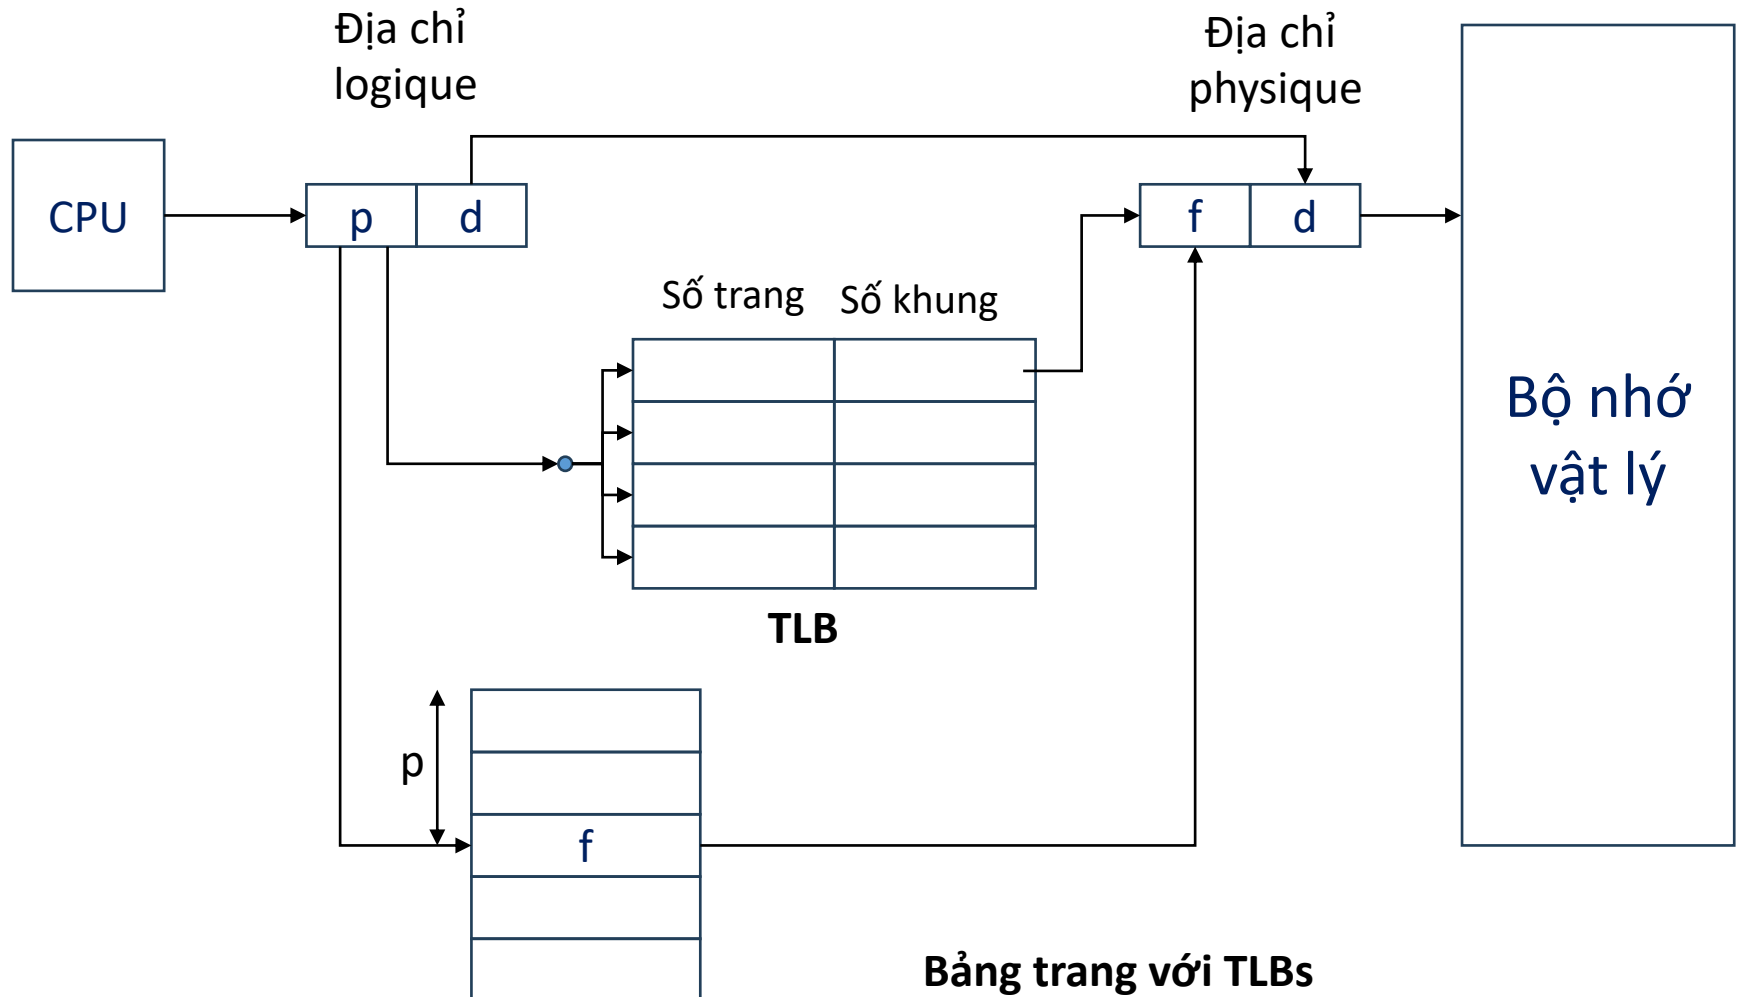 Địa chỉ
logique
Địa chỉ
physique
CPU
p
d
f
d
Số trang
Số khung
Bộ nhớ
vật lý
TLB
p
f
Bảng trang với TLBs